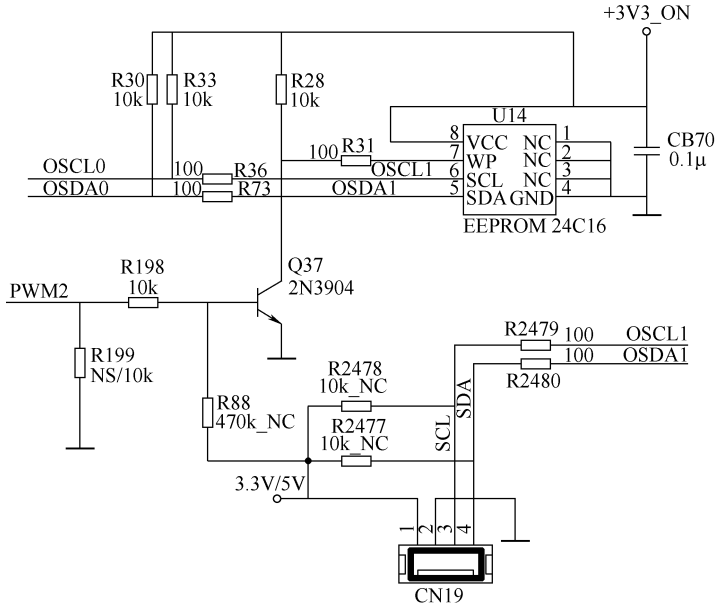 +3V3_ON
R30
10k
R33
10k
R28
10k
U14
CB70
0.1μ
8 VCC NC 1
7 WP NC 2
6 SCL NC 3
5 SDA GND 4
EEPROM 24C16
100 R31
OSCL0
100 R36
OSCL1
OSDA0
100 R73
OSDA1
Q37
2N3904
R198
10k
PWM2
R199
NS/10k
R88
470k_NC
R2478
10k_NC
R2477
10k_NC
R2479
100
OSCL1
100
OSDA1
R2480
SCL
SDA
3.3V/5V
1
2
3
4
CN19